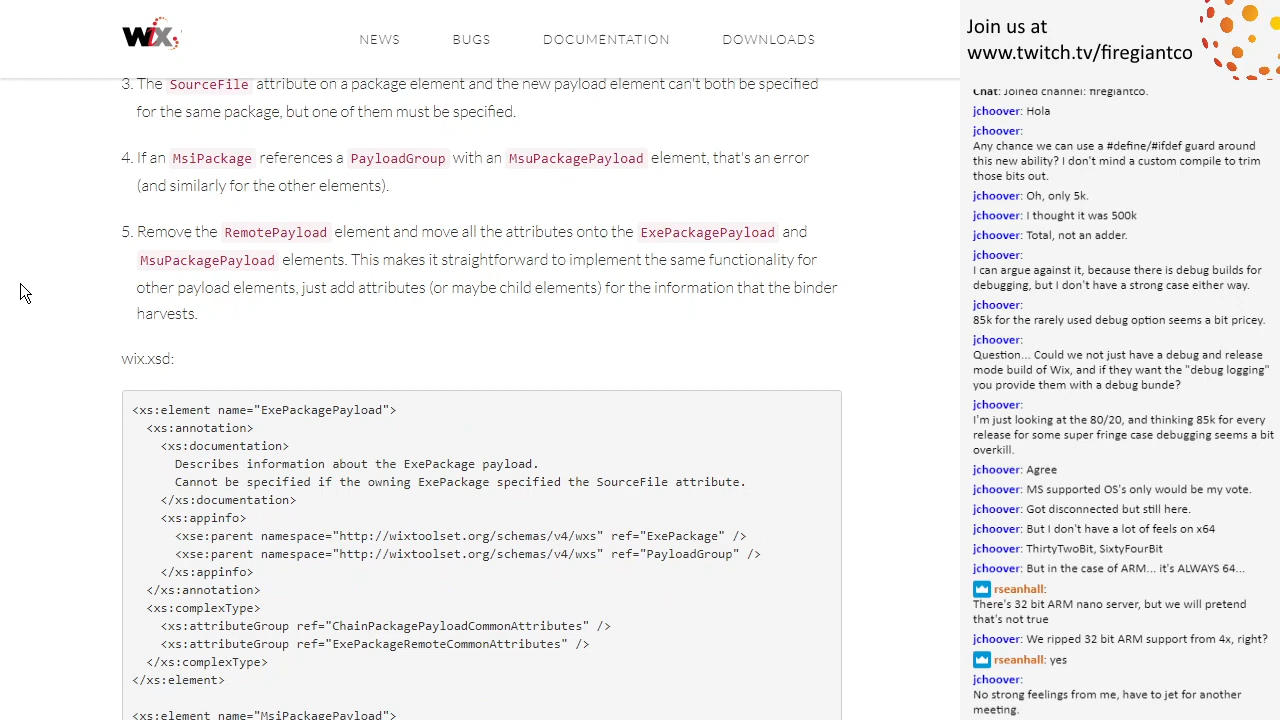 WiX
NEWS
BUGS
DOCUMENTATION
DOWNLOADS
3. The SourceFile attribute on a package element and the new payload element can't both be specified
for the same package, but one of them must be specified.
4. If an MsiPackage references a PayloadGroup with an MsuPackagePayload element, that's an error
(and similarly for the other elements).
5. Remove the RemotePayload element and move all the attributes onto the ExePackagePayload and
MsuPackagePayload elements. This makes it straightforward to implement the same functionality for
other payload elements, just add attributes (or maybe child elements) for the information that the binder
harvests.
wix.xsd:
<xs:element name="ExePackagePayload">
<xs:annotation>
<xs:documentation>
Describes information about the ExePackage payload.
Cannot be specified if the owning ExePackage specified the SourceFile attribute.
</xs:documentation>
<xs:appinfo>
<xse:parent namespace="http://wixtoolset.org/schemas/v4/wxs" ref="ExePackage" />
<xse:parent namespace="http://wixtoolset.org/schemas/v4/wxs" ref="PayloadGroup" />
</xs:appinfo>
</xs:annotation>
<xs:complexType>
<xs:attributeGroup ref="ChainPackagePayloadCommonAttributes" />
<xs:attributeGroup ref="ExePackageRemoteCommonAttributes" />
</xs:complexType>
</xs:element>
<xs:element name="MsiPackagePayload">
Join us at
www.twitch.tv/firegiantco
Chat: Joined channel: firegiantco.
jchoover: Hola
jchoover:
Any chance we can use a #define/#ifdef guard around
this new ability? I don't mind a custom compile to trim
those bits out.
jchoover: Oh, only 5k.
jchoover: I thought it was 500k
jchoover: Total, not an adder.
jchoover:
I can argue against it, because there is debug builds for
debugging, but I don't have a strong case either way.
jchoover:
85k for the rarely used debug option seems a bit pricey.
jchoover:
Question... Could we not just have a debug and release
mode build of Wix, and if they want the "debug logging"
you provide them with a debug bunde?
jchoover:
I'm just looking at the 80/20, and thinking 85k for every
release for some super fringe case debugging seems a bit
overkill.
jchoover: Agree
jchoover: MS supported OS's only would be my vote.
jchoover: Got disconnected but still here.
jchoover: But I don't have a lot of feels on x64
jchoover: ThirtyTwoBit, SixtyFourBit
jchoover: But in the case of ARM... it's ALWAYS 64...
rseanhall:
There's 32 bit ARM nano server, but we will pretend
that's not true
jchoover: We ripped 32 bit ARM support from 4x, right?
rseanhall: yes
jchoover:
No strong feelings from me, have to jet for another
meeting.